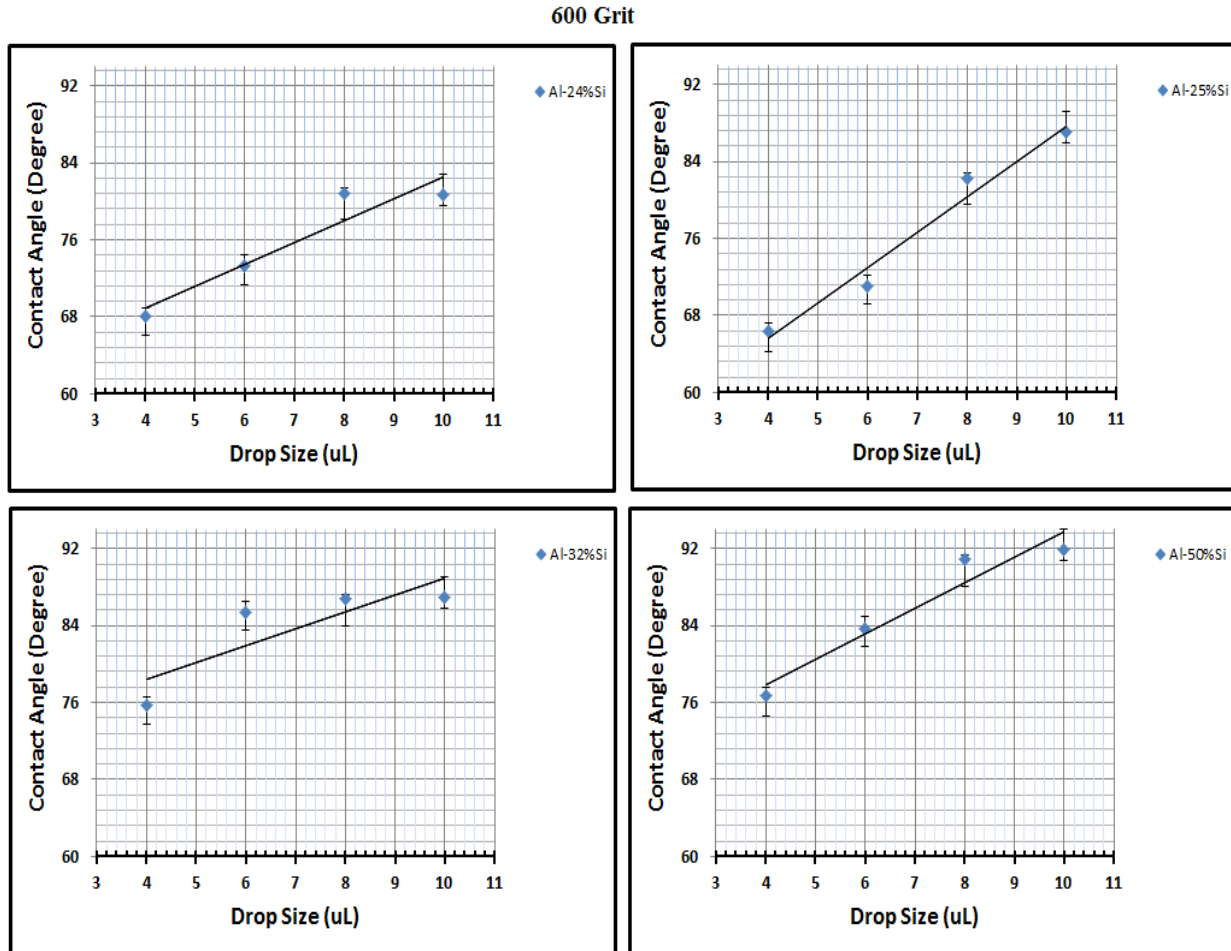 600 Grit
Contact Angle (Degree)
92
84
76
68
60
3 4 5 6 7 8 9 10 11
Drop Size (uL)
Al-24%Si
Contact Angle (Degree)
92
84
76
68
60
3 4 5 6 7 8 9 10 11
Drop Size (uL)
Al-25%Si
Contact Angle (Degree)
92
84
76
68
60
3 4 5 6 7 8 9 10 11
Drop Size (uL)
Al-32%Si
Contact Angle (Degree)
92
84
76
68
60
3 4 5 6 7 8 9 10 11
Drop Size (uL)
Al-50%Si